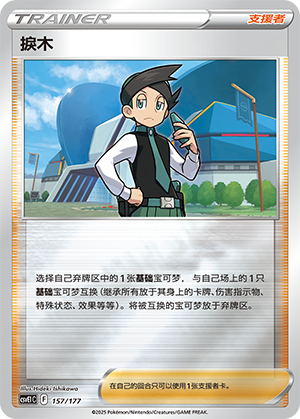 TRAINER
支援者
捩木
选择自己弃牌区中的1张基础宝可梦，与自己场上的1只
基础宝可梦互换（继承所有放于其身上的卡牌、伤害指示物、
特殊状态、效果等等）。将被互换的宝可梦放于弃牌区。
Illus. Hideki Ishikawa
157/177
在自己的回合只可以使用1张支援者卡。
©2025 Pokémon/Nintendo/Creatures/GAME FREAK.